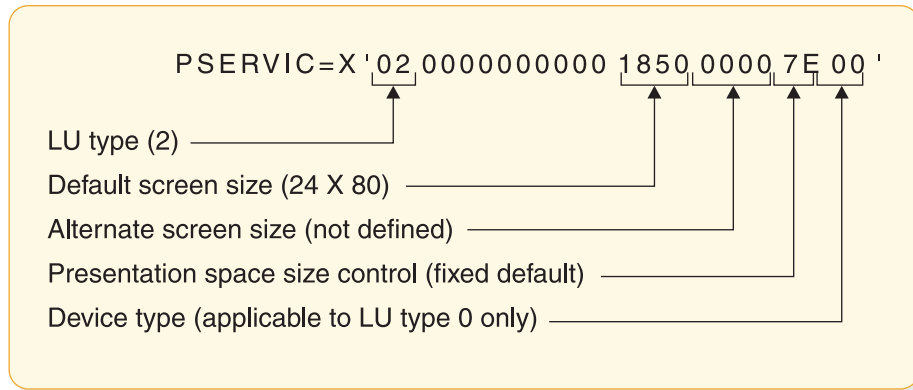 PSERVIC=X'02 0000000000 1850 0000 7E 00'
LU type (2)
Default screen size (24 X 80)
Alternate screen size (not defined)
Presentation space size control (fixed default)
Device type (applicable to LU type 0 only)